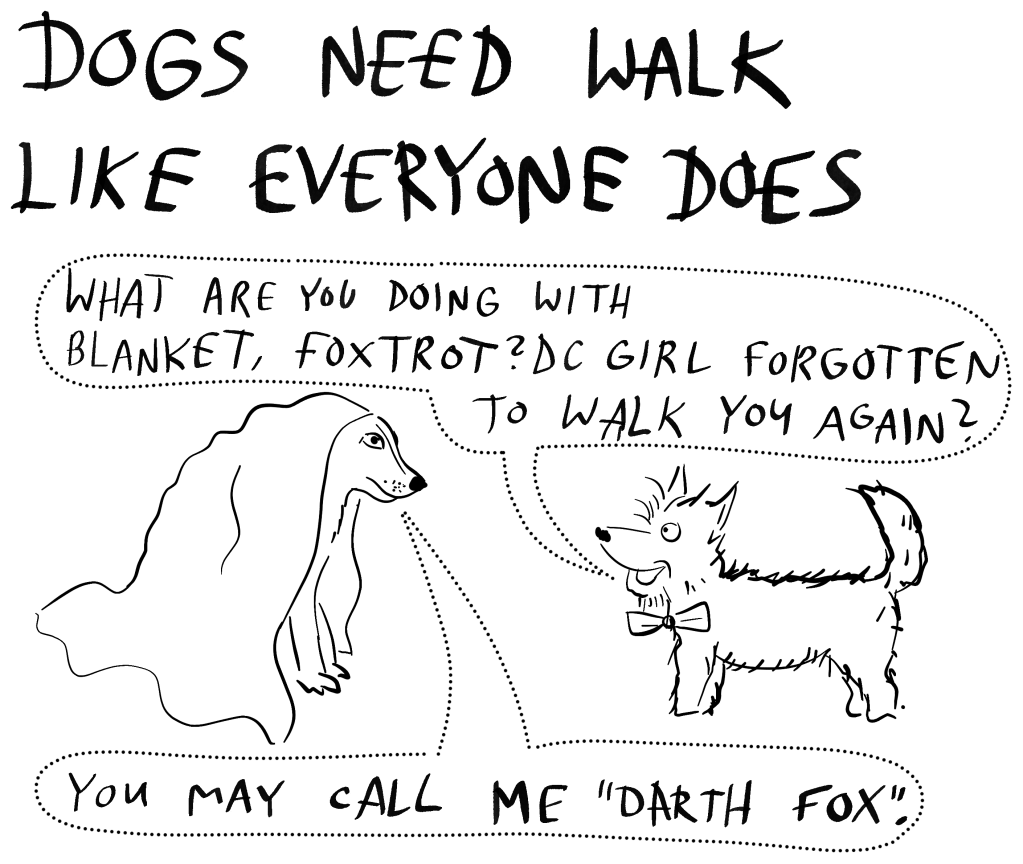 DOGS NEED WALK
LIKE EVERYONE DOES
WHAT ARE YOU DOING WITH
BLANKET, FOXTROT? DC GIRL FORGOTTEN
TO WALK YOU AGAIN?
YOU MAY CALL ME "DARTH FOX".